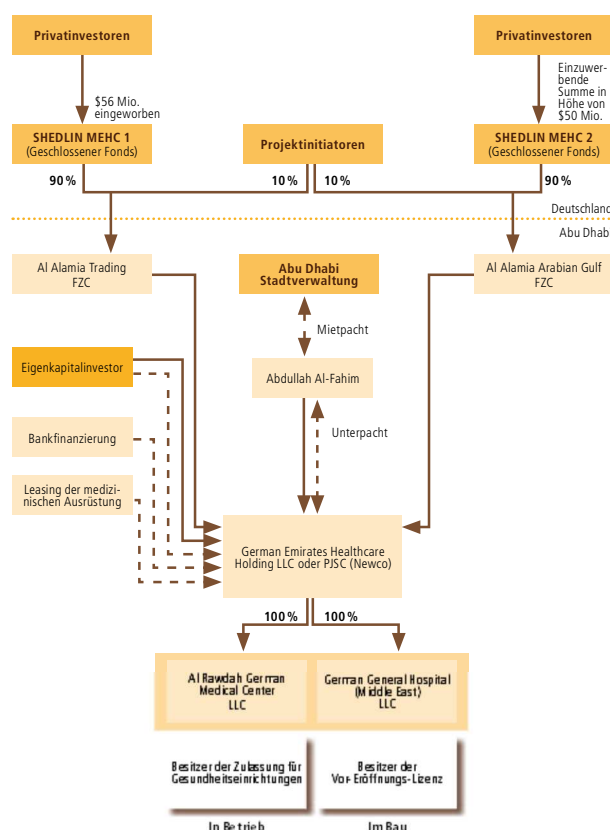 Privatinvestoren
Privatinvestoren
$56 Mio.
eingeworben
Einzuwer-
bende
Summe in
Höhe von
$50 Mio.
SHEDLIN MEHC 1
(Geschlossener Fonds)
Projektinitiatoren
SHEDLIN MEHC 2
(Geschlossener Fonds)
90 %
10 %
10 %
90 %
Deutschland
Abu Dhabi
Al Alamia Trading
FZC
Abu Dhabi
Stadtverwaltung
Al Alamia Arabian Gulf
FZC
Mietpacht
Eigenkapitalinvestor
Abdullah Al-Fahim
Bankfinanzierung
Unterpacht
Leasing der medizi-
nischen Ausrüstung
German Emirates Healthcare
Holding LLC oder PJSC (Newco)
100 %
100 %
Al Rawdah German
Medical Center
LLC
German General Hospital
(Middle East)
LLC
Besitzer der Zulassung für
Gesundheitseinrichtungen
Besitzer der
Vor-Eröffnungs-Lizenz
In Betrieb
Im Bau